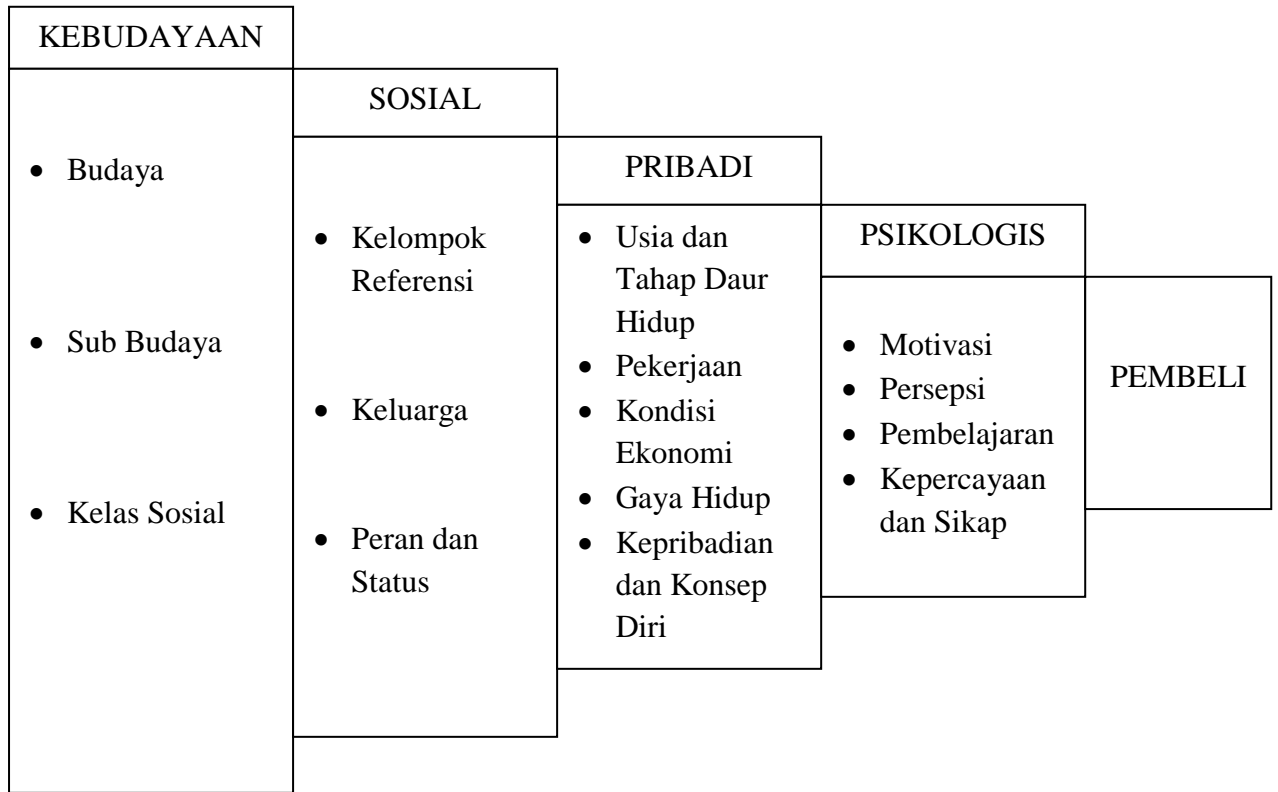 KEBUDAYAAN
• Budaya
• Sub Budaya
• Kelas Sosial
SOSIAL
• Kelompok
Referensi
• Keluarga
• Peran dan
Status
PRIBADI
• Usia dan
Tahap Daur
Hidup
• Pekerjaan
• Kondisi
Ekonomi
• Gaya Hidup
• Kepribadian
dan Konsep
Diri
PSIKOLOGIS
• Motivasi
• Persepsi
• Pembelajaran
• Kepercayaan
dan Sikap
PEMBELI